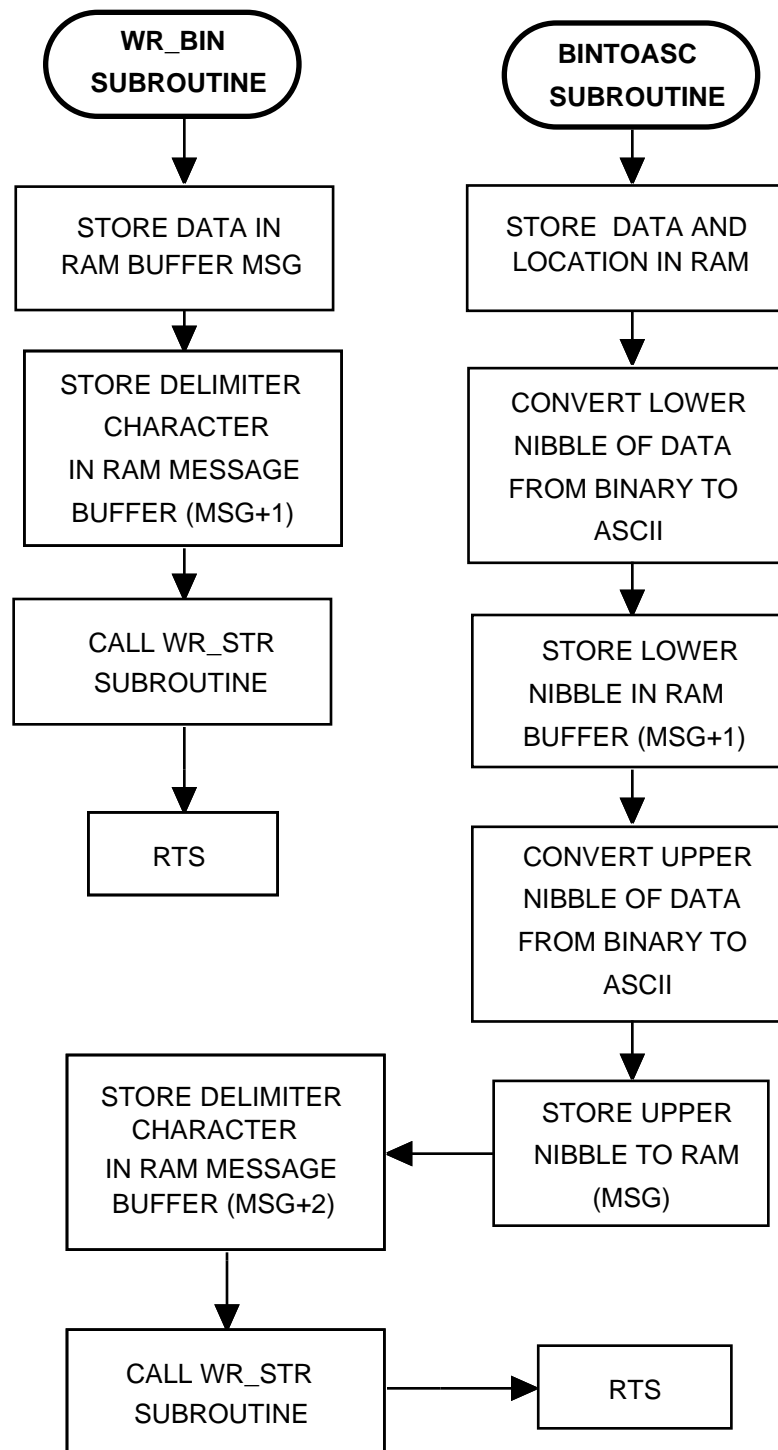 WR_BIN
SUBROUTINE
STORE DATA IN
RAM BUFFER MSG
STORE DELIMITER
CHARACTER
IN RAM MESSAGE
BUFFER (MSG+1)
CALL WR_STR
SUBROUTINE
RTS
BINTOASC
SUBROUTINE
STORE DATA AND
LOCATION IN RAM
CONVERT LOWER
NIBBLE OF DATA
FROM BINARY TO
ASCII
STORE LOWER
NIBBLE IN RAM
BUFFER (MSG+1)
CONVERT UPPER
NIBBLE OF DATA
FROM BINARY TO
ASCII
STORE UPPER
NIBBLE TO RAM
(MSG)
STORE DELIMITER
CHARACTER
IN RAM MESSAGE
BUFFER (MSG+2)
CALL WR_STR
SUBROUTINE
RTS